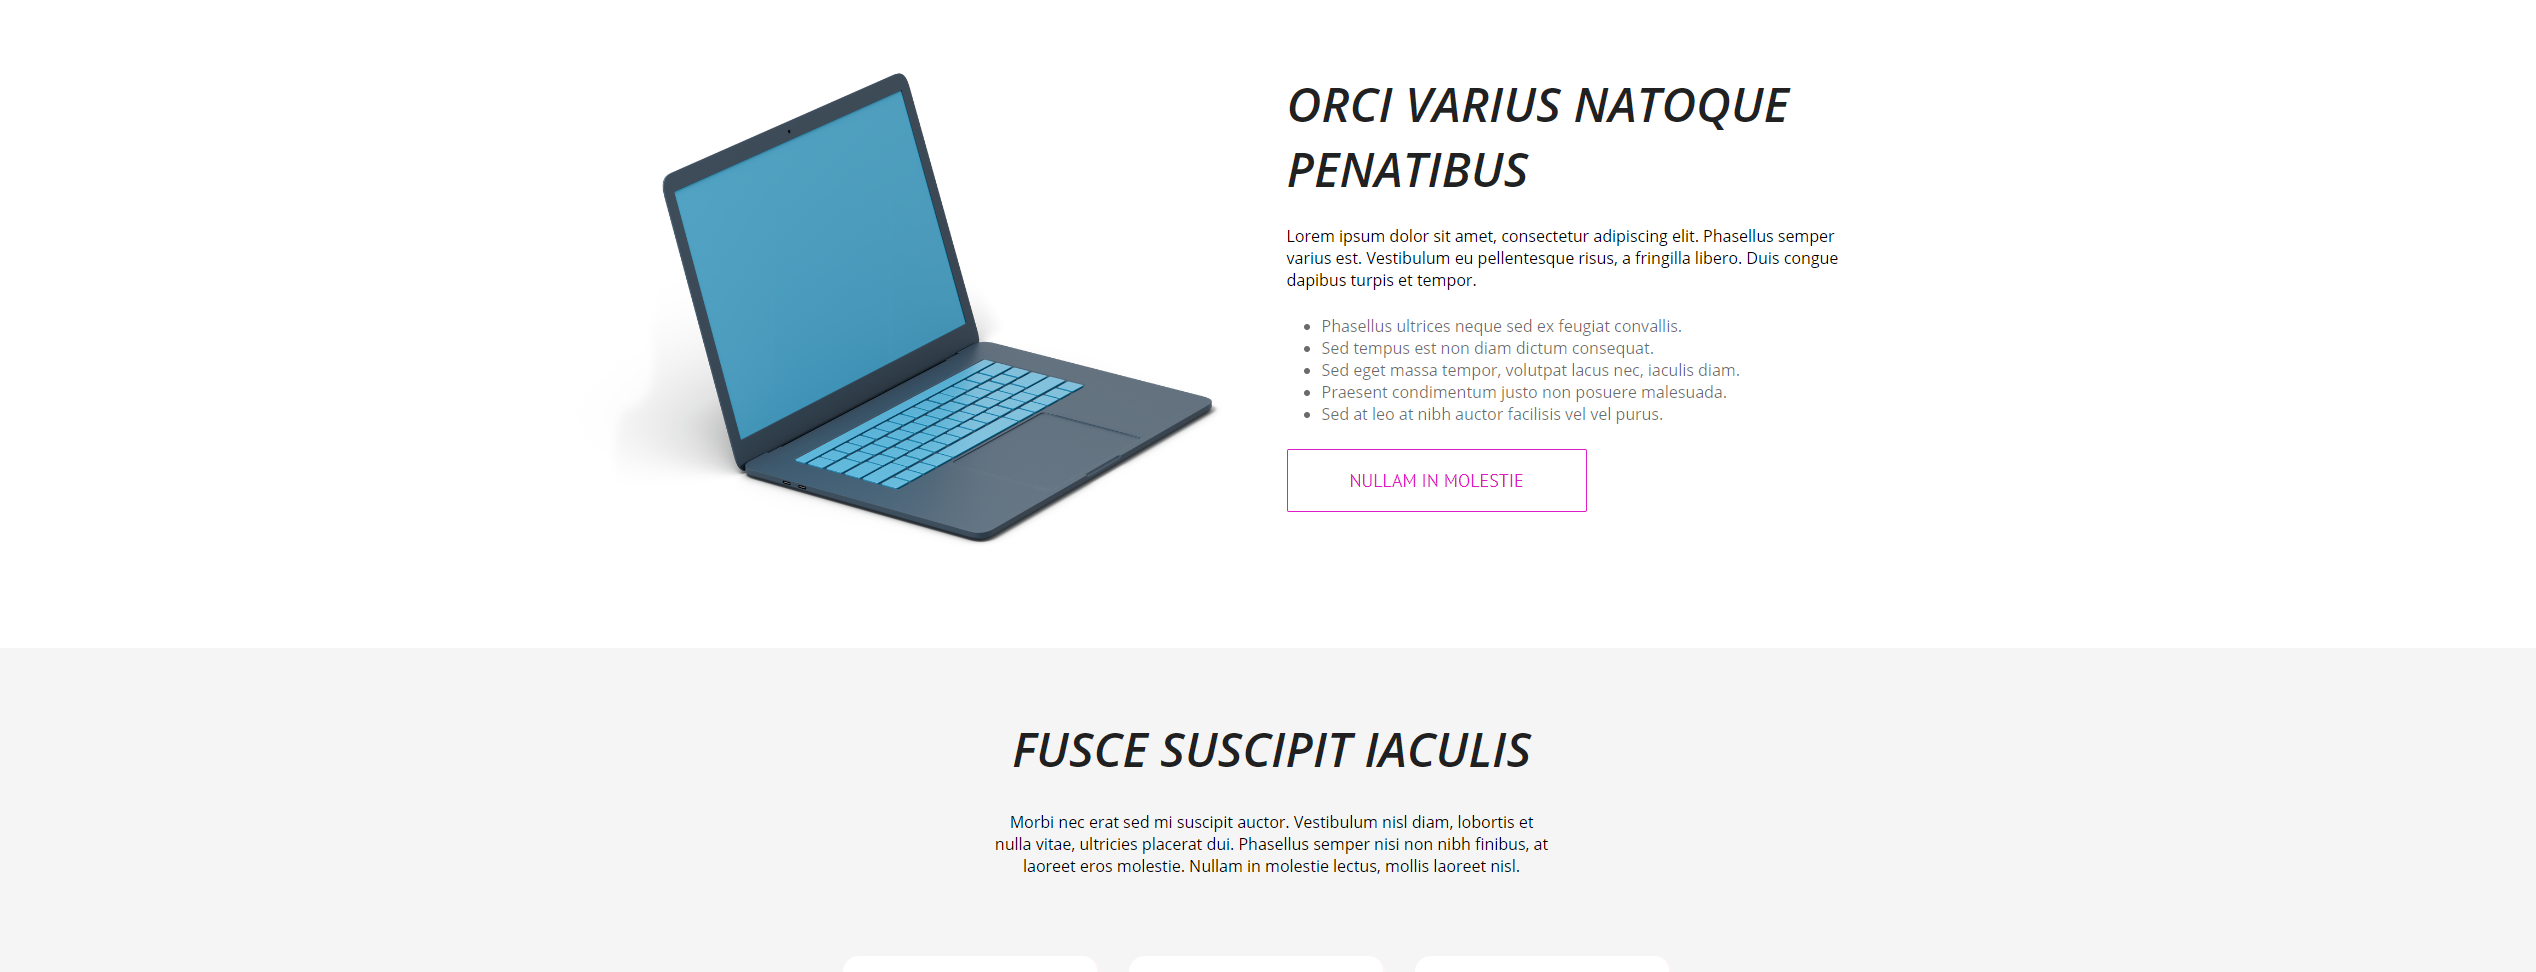 ORCI VARIUS NATOQUE
PENATIBUS
Lorem ipsum dolor sit amet, consectetur adipiscing elit. Phasellus semper
varius est. Vestibulum eu pellentesque risus, a fringilla libero. Duis congue
dapibus turpis et tempor.
• Phasellus ultrices neque sed ex feugiat convallis.
• Sed tempus est non diam dictum consequat.
• Sed eget massa tempor, volutpat lacus nec, iaculis diam.
• Praesent condimentum justo non posuere malesuada.
• Sed at leo at nibh auctor facilisis vel vel purus.
NULLAM IN MOLESTIE
FUSCE SUSCIPIT IACULIS
Morbi nec erat sed mi suscipit auctor. Vestibulum nisl diam, lobortis et
nulla vitae, ultricies placerat dui. Phasellus semper nisi non nibh finibus, at
laoreet eros molestie. Nullam in molestie lectus, mollis laoreet nisl.